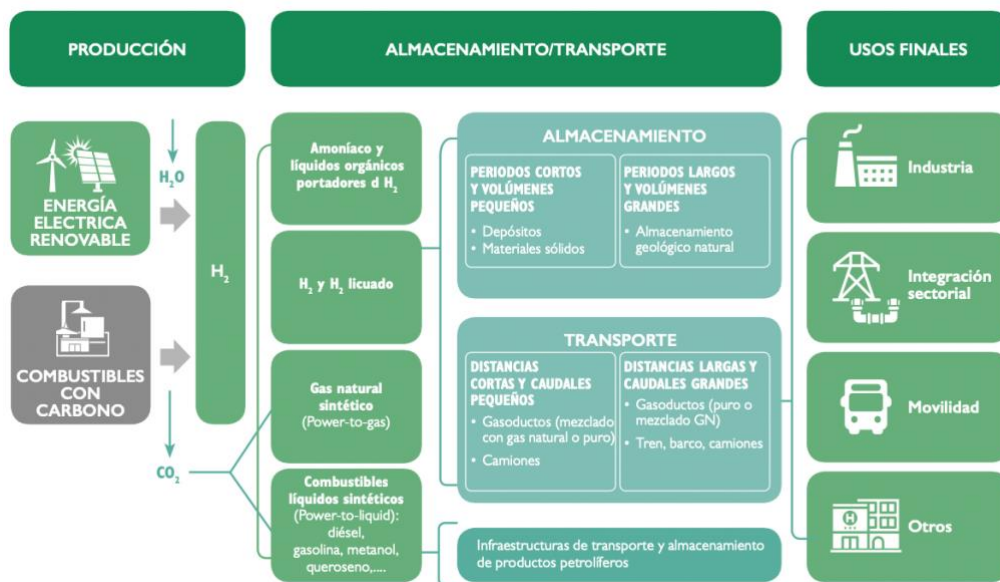 PRODUCCIÓN
ALMACENAMIENTO/TRANSPORTE
USOS FINALES
H₂O
ENERGÍA
ELECTRICA
RENOVABLE
COMBUSTIBLES
CON
CARBONO
CO₂
H₂
Amoníaco y
líquidos orgánicos
portadores d H₂
H₂ y H₂ licuado
Gas natural
sintético
(Power-to-gas)
Combustibles
líquidos sintéticos
(Power-to-liquid):
diésel,
gasolina, metanol,
queroseno,....
ALMACENAMIENTO
PERIODOS CORTOS
Y VOLÚMENES
PEQUEÑOS
• Depósitos
• Materiales sólidos
PERIODOS LARGOS
Y VOLÚMENES
GRANDES
• Almacenamiento
geológico natural
TRANSPORTE
DISTANCIAS
CORTAS Y CAUDALES
PEQUEÑOS
• Gasoductos (mezclado
con gas natural o puro)
• Camiones
DISTANCIAS LARGAS Y
CAUDALES GRANDES
• Gasoductos (puro o
mezclado GN)
• Tren, barco, camiones
Infraestructuras de transporte y almacenamiento
de productos petrolíferos
Industria
Integración
sectorial
Movilidad
H
Otros